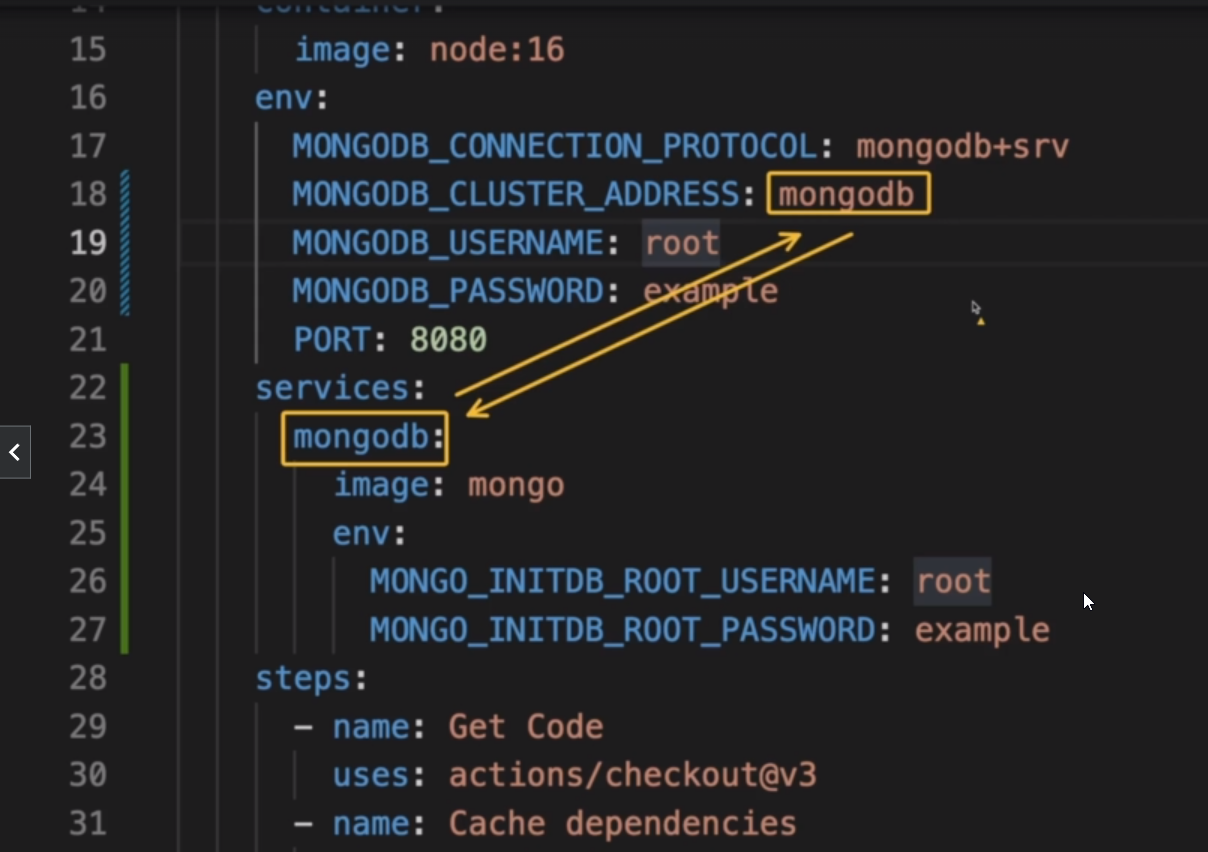 14 container:
15 image: node:16
16 env:
17 MONGODB_CONNECTION_PROTOCOL: mongodb+srv
18 MONGODB_CLUSTER_ADDRESS: mongodb
19 MONGODB_USERNAME: root
20 MONGODB_PASSWORD: example
21 PORT: 8080
22 services:
23 mongodb:
24 image: mongo
25 env:
26 MONGO_INITDB_ROOT_USERNAME: root
27 MONGO_INITDB_ROOT_PASSWORD: example
28 steps:
29 - name: Get Code
30 uses: actions/checkout@v3
31 - name: Cache dependencies